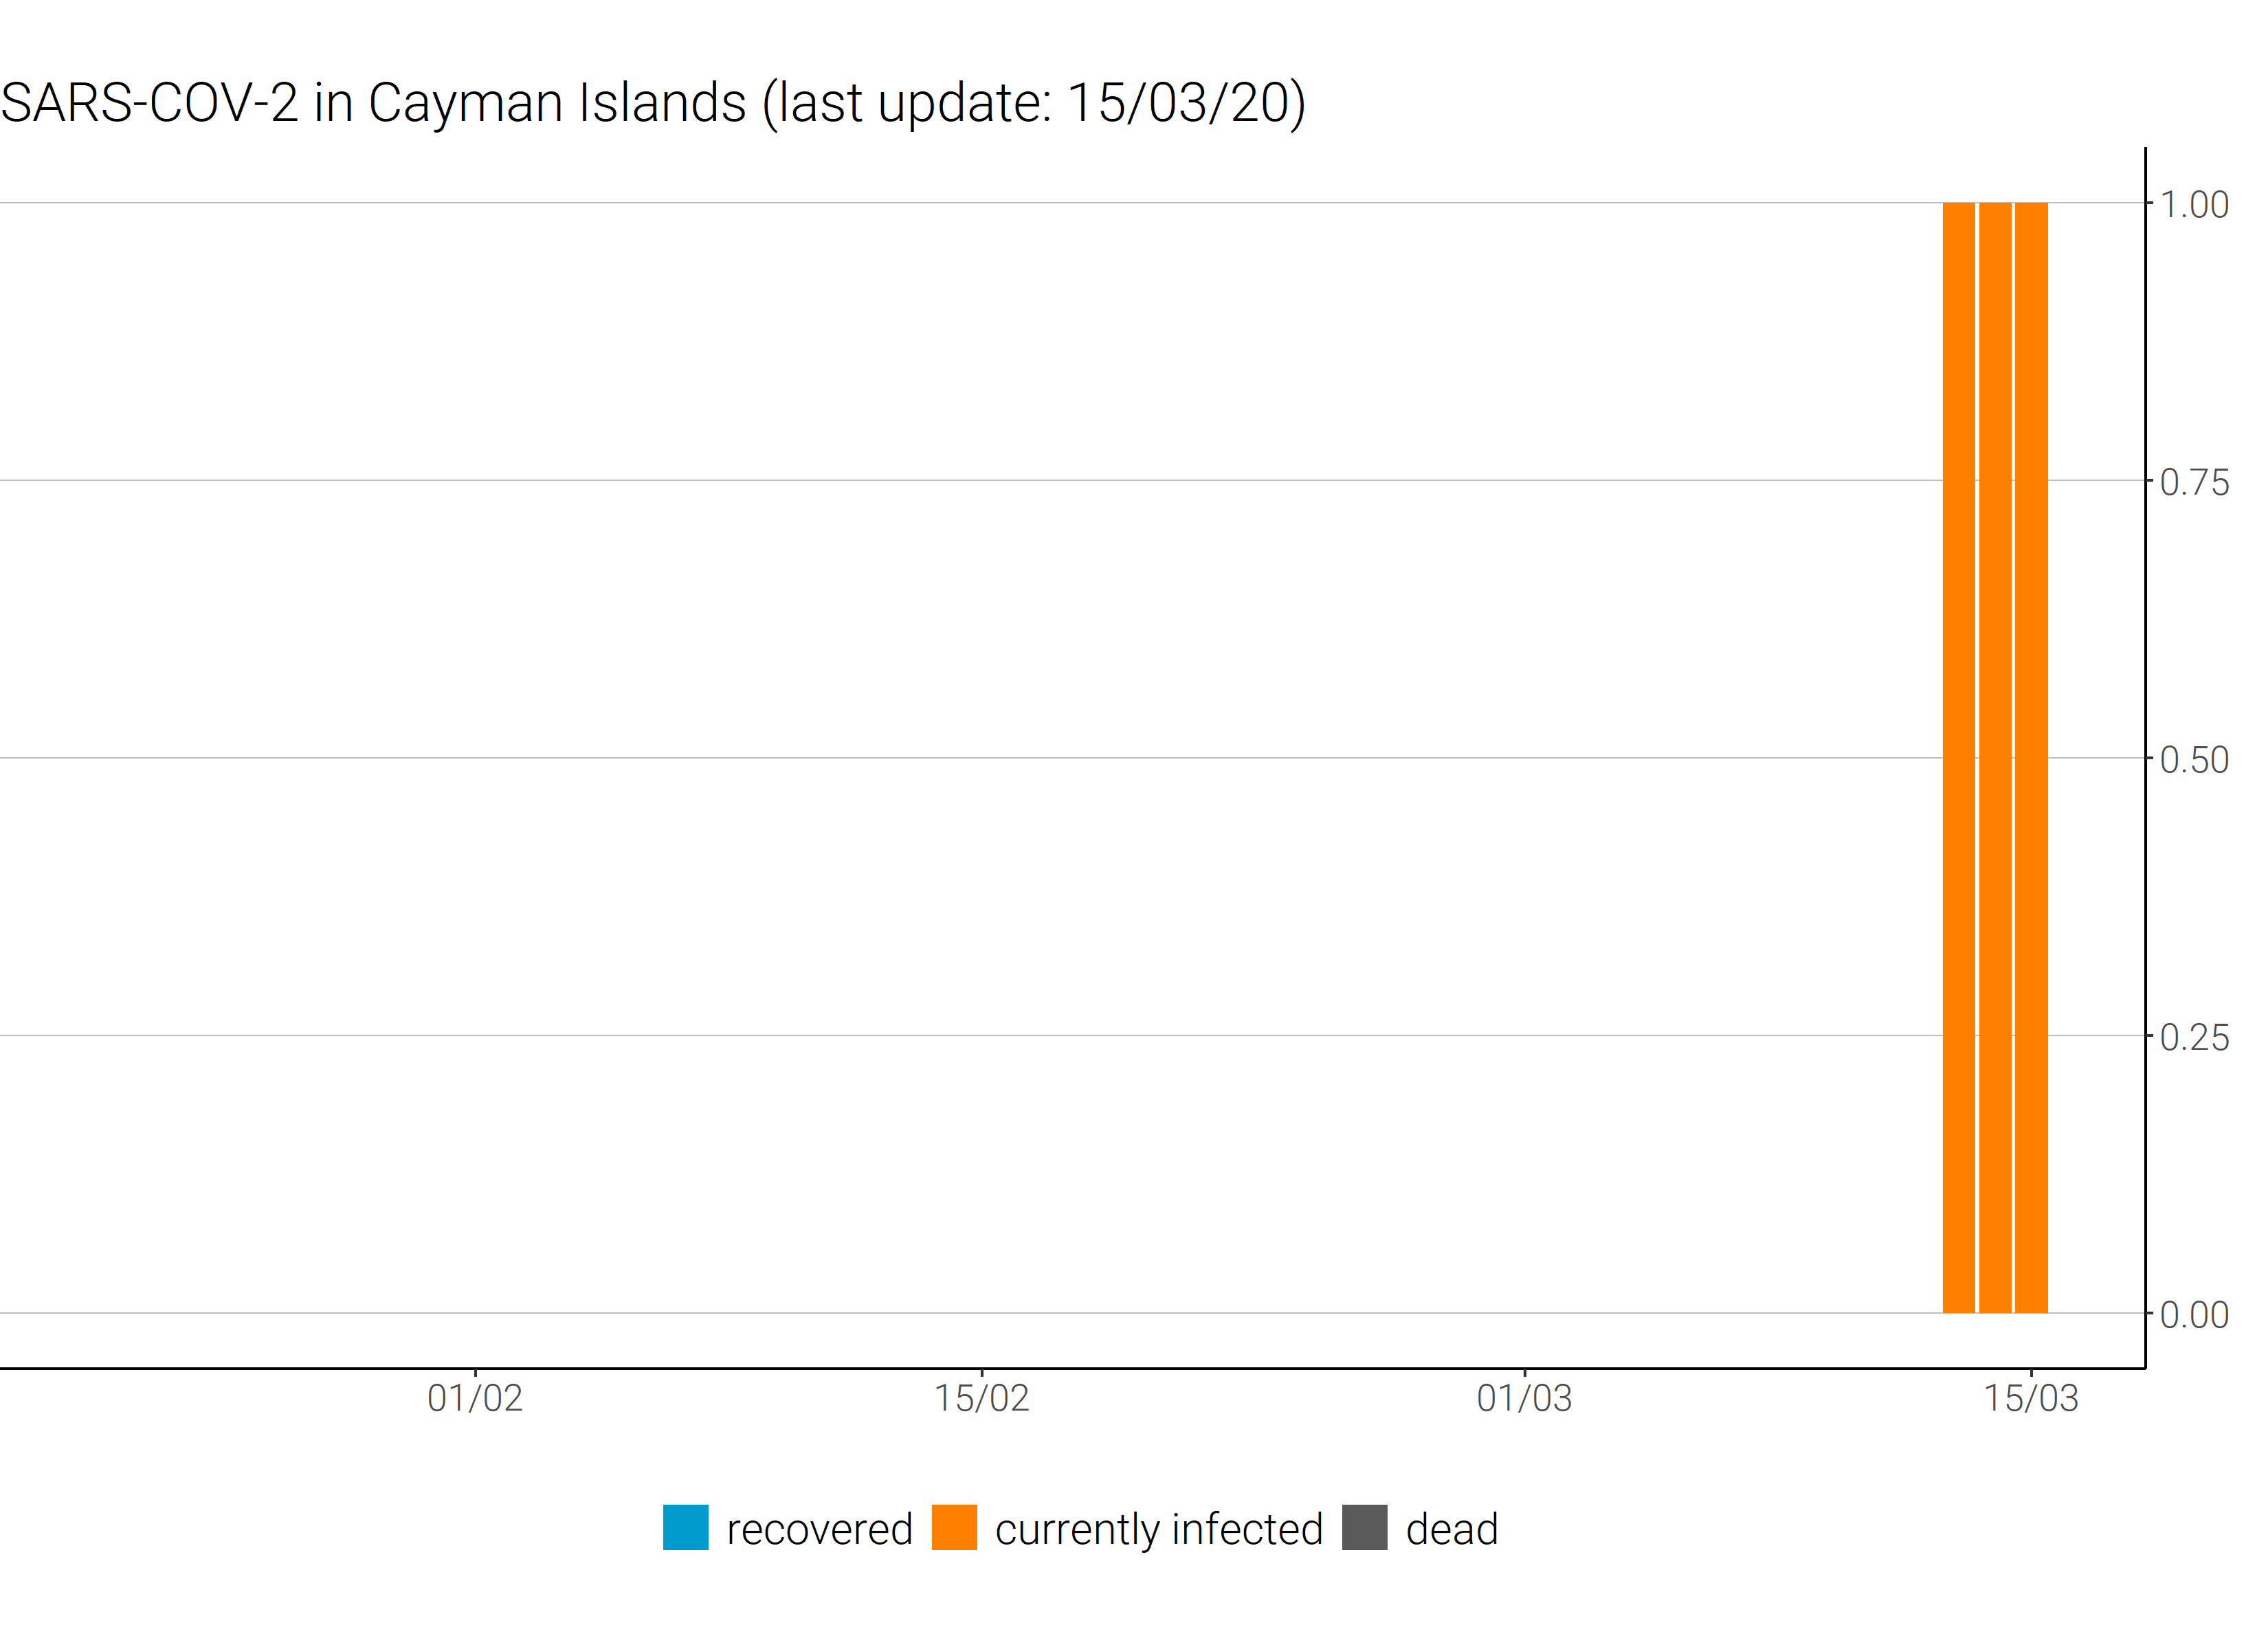 SARS-COV-2 in Cayman Islands (last update: 15/03/20)
1.00
0.75
0.50
0.25
0.00
01/02 15/02 01/03 15/03
recovered currently infected dead